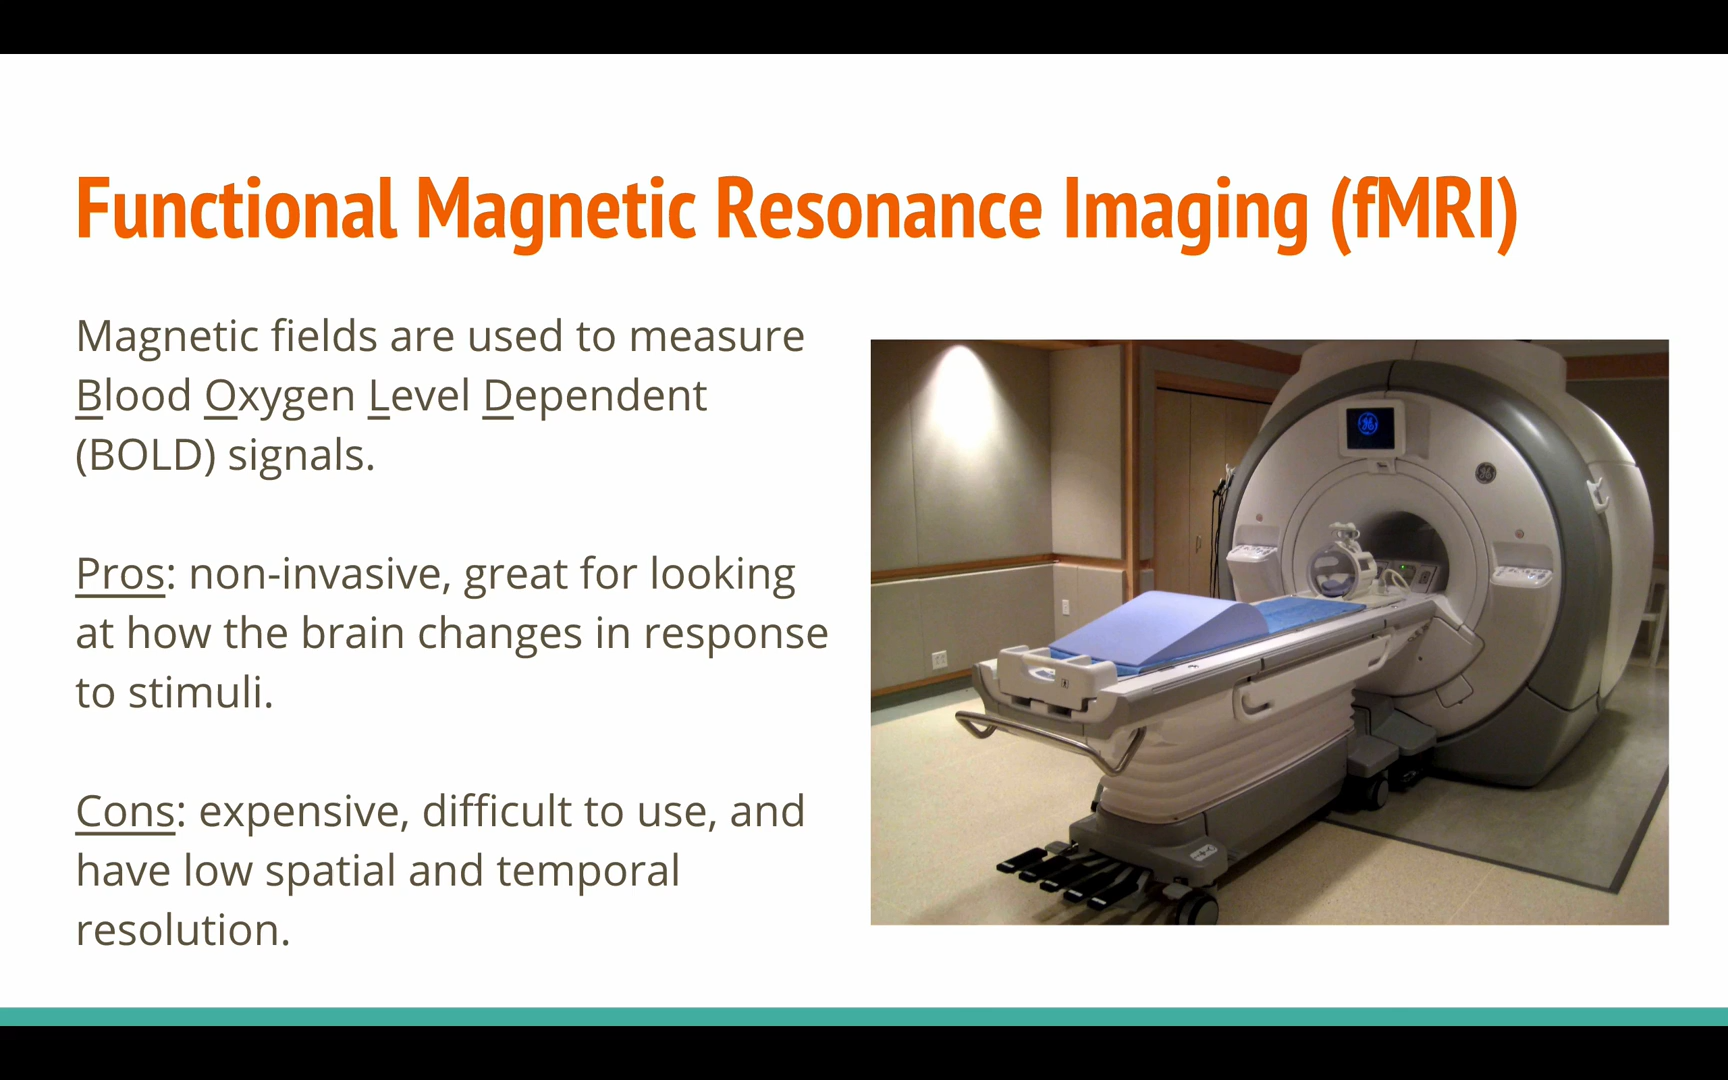 Functional Magnetic Resonance Imaging (fMRI)
Magnetic fields are used to measure
Blood Oxygen Level Dependent
(BOLD) signals.
Pros: non-invasive, great for looking
at how the brain changes in response
to stimuli.
Cons: expensive, difficult to use, and
have low spatial and temporal
resolution.